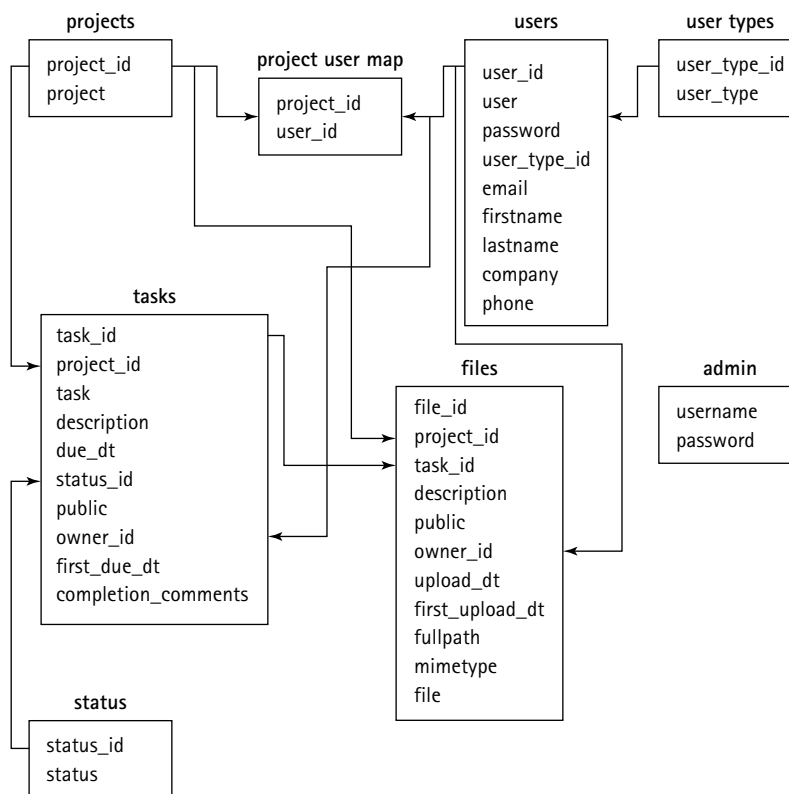 projects
project_id
project
project user map
project_id
user_id
users
user_id
user
password
user_type_id
email
firstname
lastname
company
phone
user types
user_type_id
user_type
tasks
task_id
project_id
task
description
due_dt
status_id
public
owner_id
first_due_dt
completion_comments
files
file_id
project_id
task_id
description
public
owner_id
upload_dt
first_upload_dt
fullpath
mimetype
file
admin
username
password
status
status_id
status